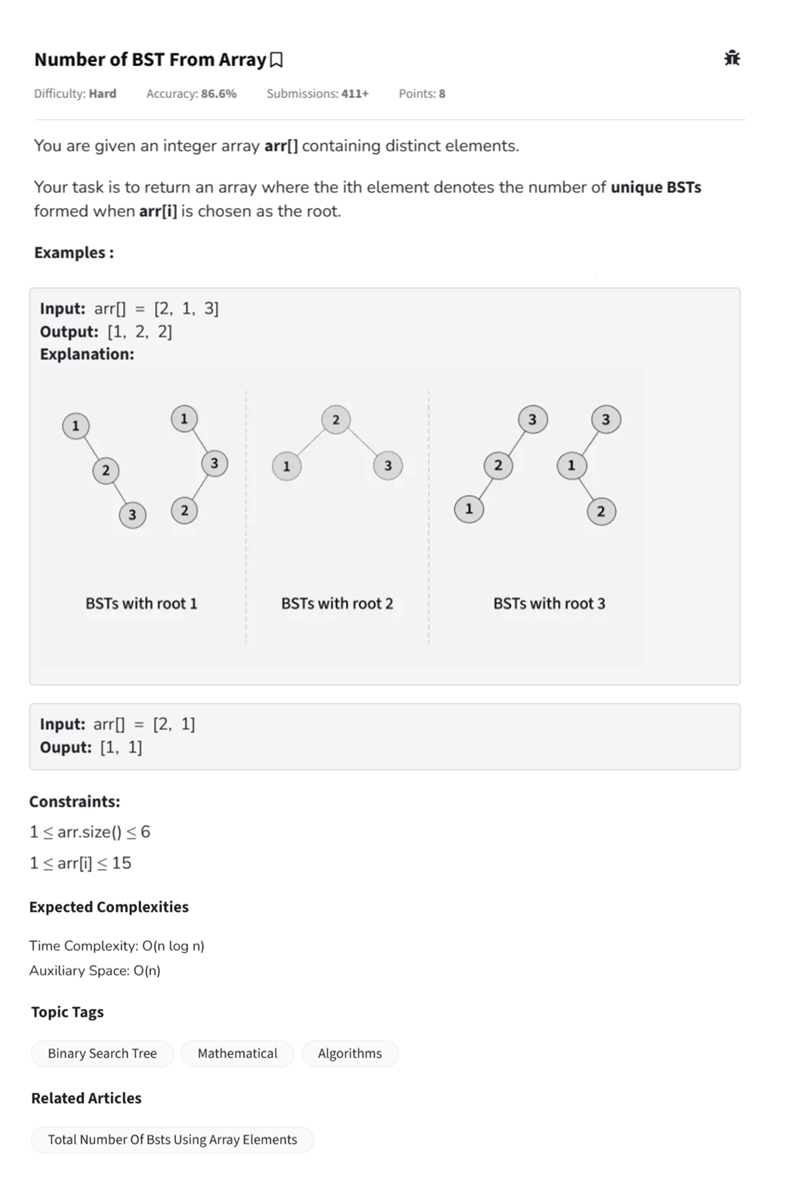 Number of BST From Array
Difficulty: Hard Accuracy: 86.6% Submissions: 411+ Points: 8
You are given an integer array arr[] containing distinct elements.
Your task is to return an array where the ith element denotes the number of unique BSTs
formed when arr[i] is chosen as the root.
Examples :
Input: arr[] = [2, 1, 3]
Output: [1, 2, 2]
Explanation:
1 1 2 3 3
2 3 1 3 2 1
3 2 1 2
BSTs with root 1 BSTs with root 2 BSTs with root 3
Input: arr[] = [2, 1]
Ouput: [1, 1]
Constraints:
1 ≤ arr.size() ≤ 6
1 ≤ arr[i] ≤ 15
Expected Complexities
Time Complexity: O(n log n)
Auxiliary Space: O(n)
Topic Tags
Binary Search Tree Mathematical Algorithms
Related Articles
Total Number Of Bsts Using Array Elements